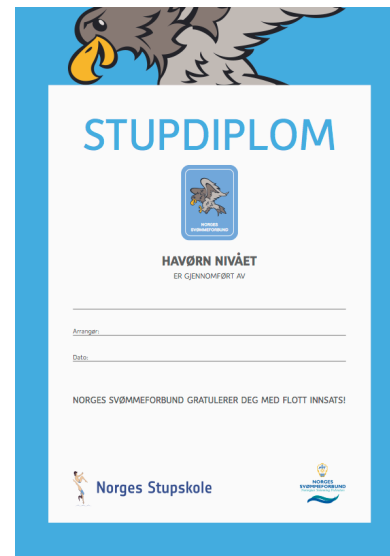 STUPDIPLOM
NORGES
SVØMMEFORBUND
HAVØRN NIVÅET
ER GJENNOMFØRT AV
Arrangør:
Dato:
NORGES SVØMMEFORBUND GRATULERER DEG MED FLOTT INNSATS!
Norges Stupskole
NORGES
SVØMMEFORBUND